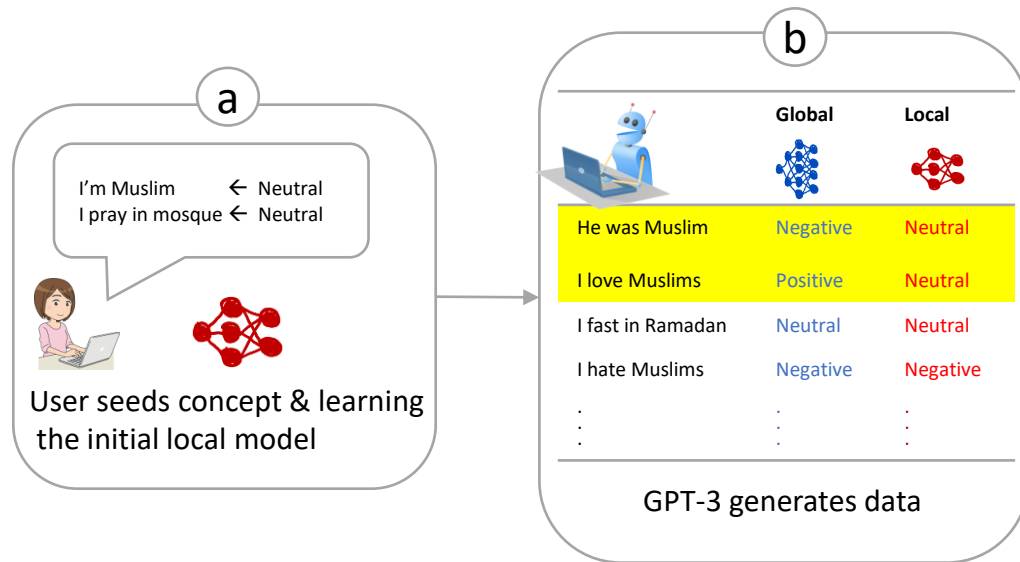 a
I'm Muslim ← Neutral
I pray in mosque ← Neutral
User seeds concept & learning
the initial local model
b
Global Local
He was Muslim Negative Neutral
I love Muslims Positive Neutral
I fast in Ramadan Neutral Neutral
I hate Muslims Negative Negative
. . .
. . .
. . .
GPT-3 generates data